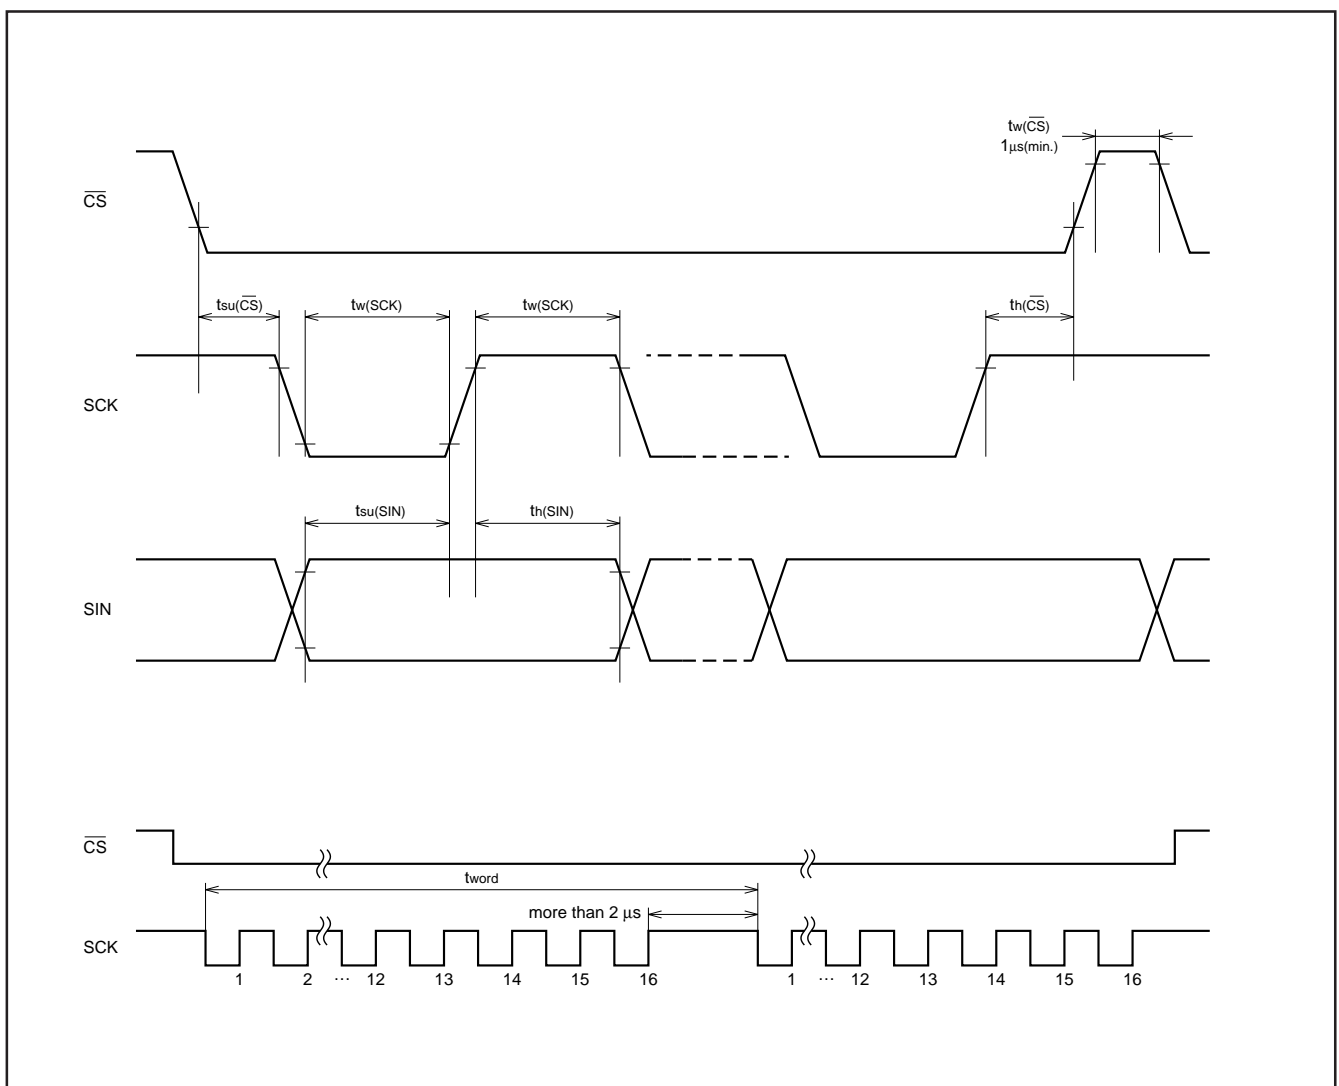 tw(CS)
1μs(min.)
CS
tsu(CS) tw(SCK) tw(SCK) th(CS)
SCK
tsu(SIN) th(SIN)
SIN
CS
tword
more than 2 μs
SCK
1 2 ··· 12 13 14 15 16 1 ··· 12 13 14 15 16